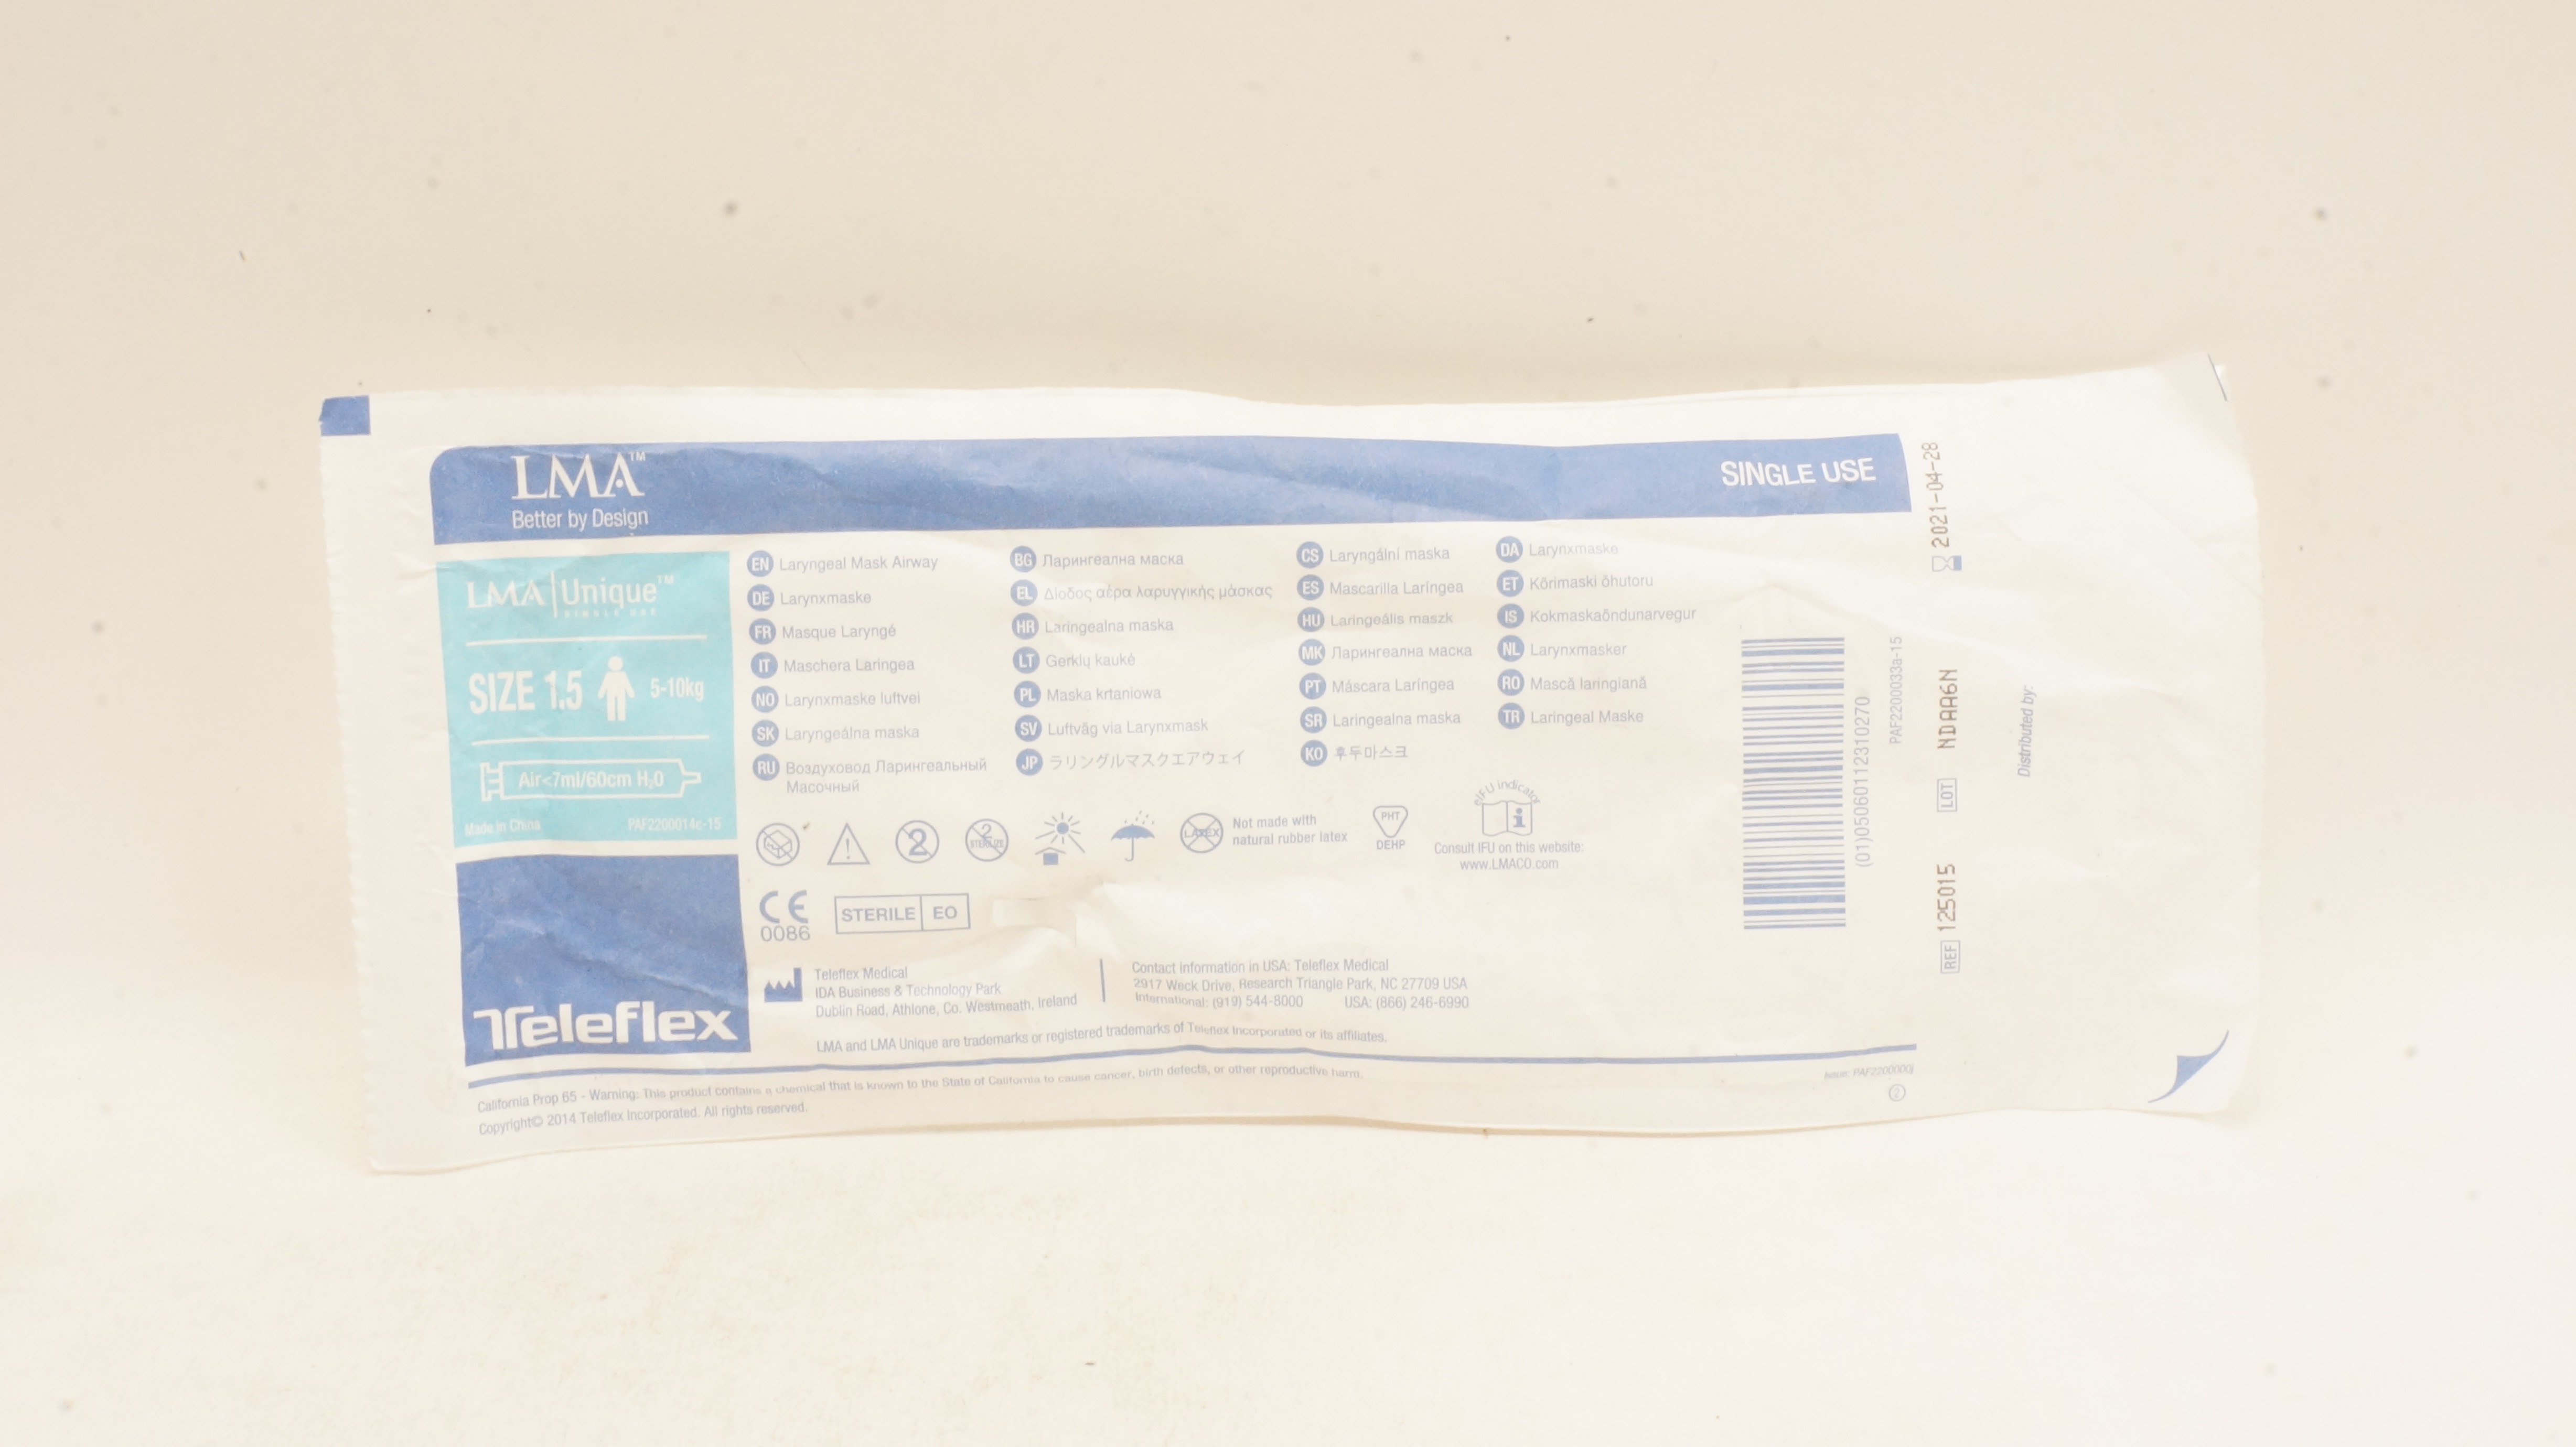 LMA™
Better by Design
SINGLE USE
LMA Unique™
SINGLE USE
SIZE 1.5 5-10kg
Air<7ml/60cm H₂O
Made in China PAF2200014c-15
Teleflex
EN Laryngeal Mask Airway
DE Larynxmaske
FR Masque Laryngé
IT Maschera Laringea
NO Larynxmaske luftvei
SK Laryngeálna maska
RU Воздуховод Ларингеальный
Масочный
BG Ларингеална маска
EL Δίοδος αέρα λαρυγγικής μάσκας
HR Laringealna maska
LT Gerklų kaukė
PL Maska krtaniowa
SV Luftväg via Larynxmask
JP ラリングルマスクエアウェイ
CS Laryngální maska
ES Mascarilla Laríngea
HU Laringeális maszk
MK Ларингеална маска
PT Máscara Laríngea
SR Laringealna maska
KO 후두마스크
DA Larynxmaske
ET Kõrimaski õhutoru
IS Kokmaskaöndunarvegur
NL Larynxmasker
RO Mască laringiană
TR Laringeal Maske
2
2
STERILIZE
LATEX
Not made with
natural rubber latex
PHT
DEHP
eIFU indicator
Consult IFU on this website:
www.LMACO.com
CE
0086
STERILE EO
Teleflex Medical
IDA Business & Technology Park
Dublin Road, Athlone, Co. Westmeath, Ireland
Contact information in USA: Teleflex Medical
2917 Weck Drive, Research Triangle Park, NC 27709 USA
International: (919) 544-8000 USA: (866) 246-6990
LMA and LMA Unique are trademarks or registered trademarks of Teleflex Incorporated or its affiliates.
California Prop 65 - Warning: This product contains a chemical that is known to the State of California to cause cancer, birth defects, or other reproductive harm.
Copyright© 2014 Teleflex Incorporated. All rights reserved.
Issue:
2
(01)05060112310270
PAF2200033a-15
REF 125015 LOT NDAA6N 2021-04-28
Distributed by: